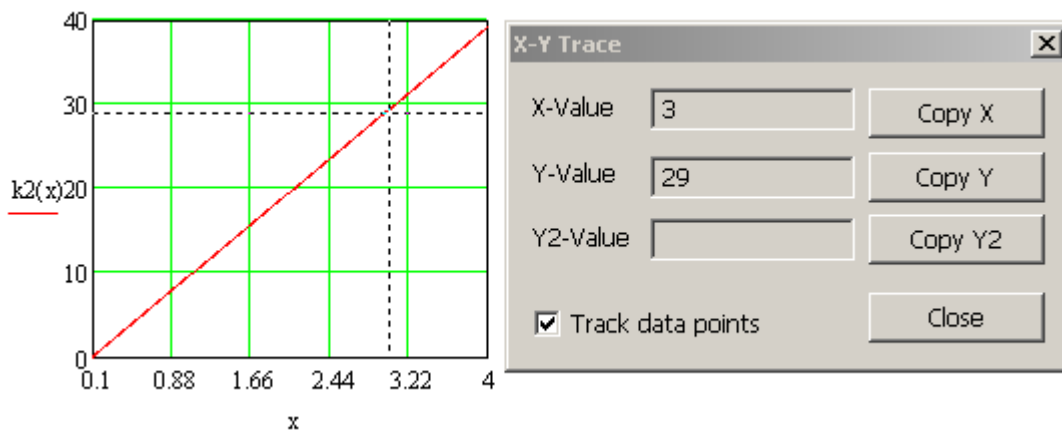 40
30
k2(x)20
10
0
0.1 0.88 1.66 2.44 3.22 4
x
X-Y Trace
X-Value 3 Copy X
Y-Value 29 Copy Y
Y2-Value Copy Y2
Track data points Close